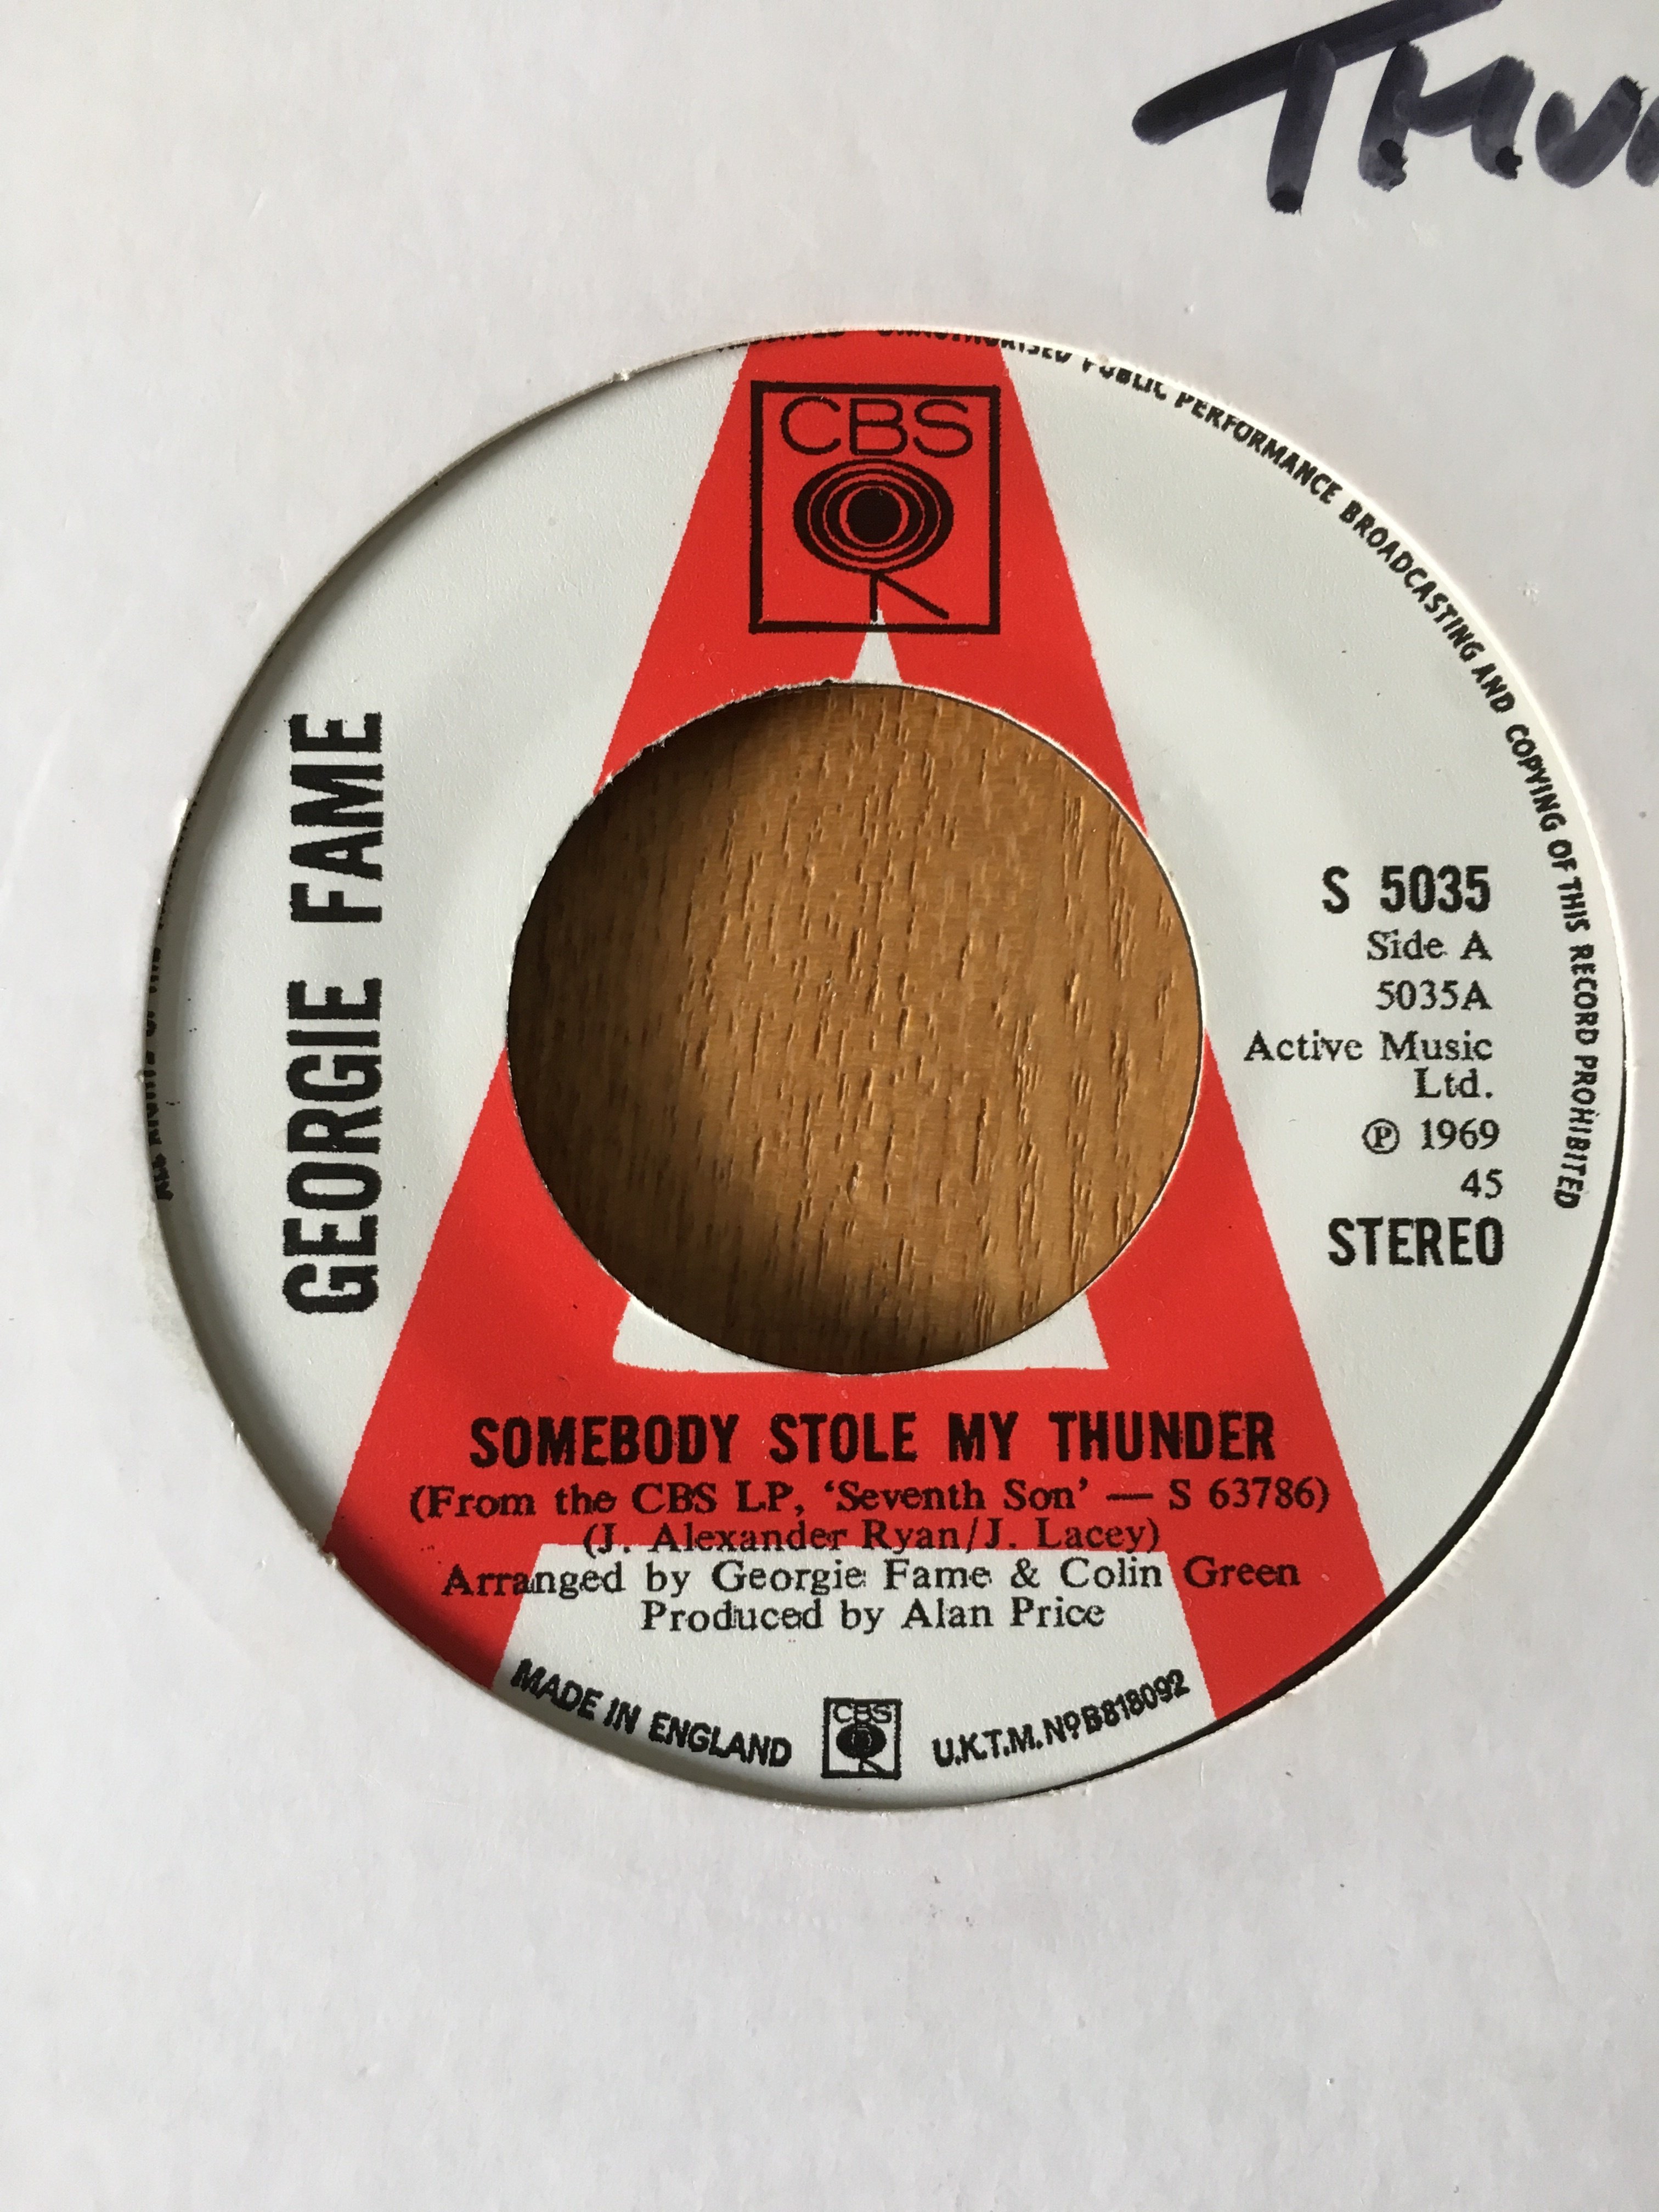 UNAUTHORISED PUBLIC PERFORMANCE BROADCASTING AND COPYING OF THIS RECORD PROHIBITED
CBS
GEORGIE FAME
S 5035
Side A
5035A
Active Music
Ltd.
℗ 1969
45
STEREO
SOMEBODY STOLE MY THUNDER
(From the CBS LP, 'Seventh Son' — S 63786)
(J. Alexander Ryan/J. Lacey)
Arranged by Georgie Fame & Colin Green
Produced by Alan Price
MADE IN ENGLAND
CBS
U.K.T.M. Nº B818092